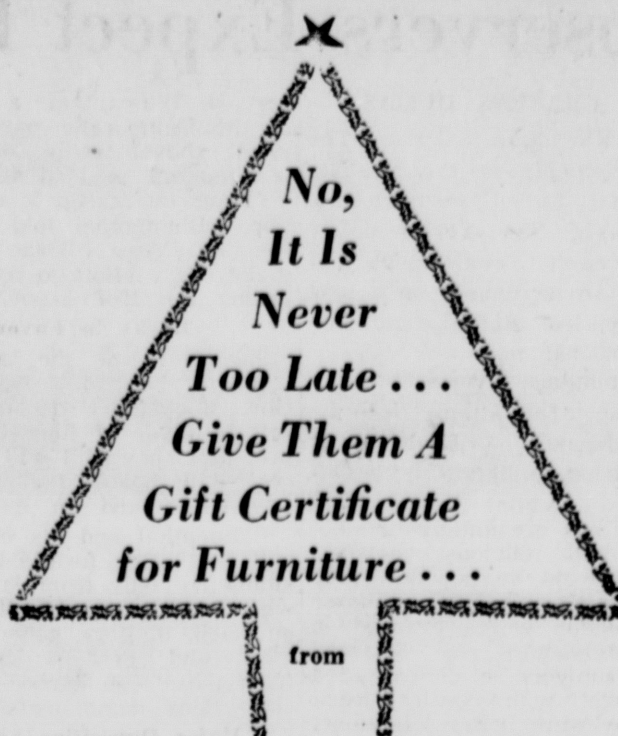 No,
It Is
Never
Too Late . . .
Give Them A
Gift Certificate
for Furniture . . .
from